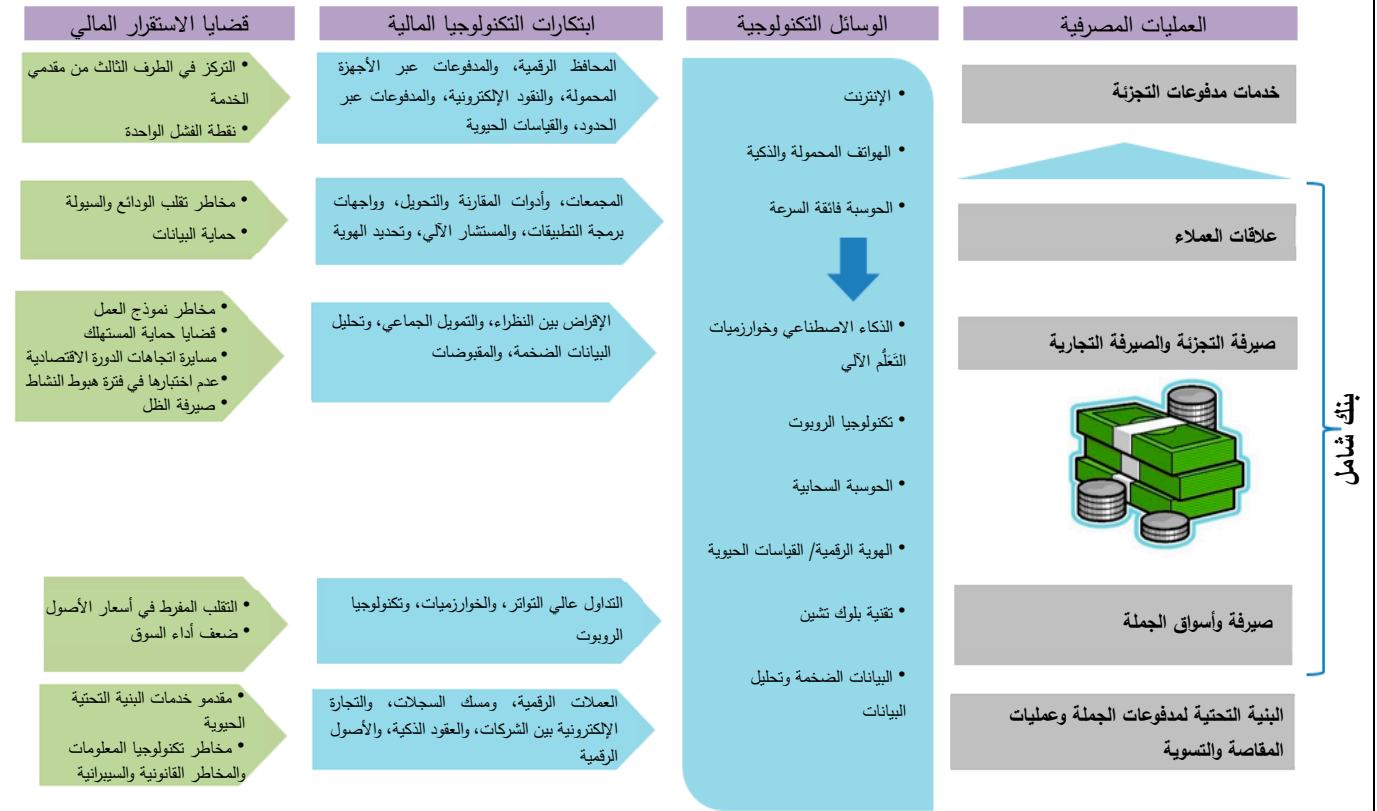 العمليات المصرفية
الوسائل التكنولوجية
ابتكارات التكنولوجيا المالية
قضايا الاستقرار المالي
خدمات مدفوعات التجزئة
علاقات العملاء
صيرفة التجزئة والصيرفة التجارية
صيرفة وأسواق الجملة
البنية التحتية لمدفوعات الجملة وعمليات
المقاصة والتسوية
بنك شامل
• الإنترنت
• الهواتف المحمولة والذكية
• الحوسبة فائقة السرعة
• الذكاء الاصطناعي وخوارزميات
التَعَلُّم الآلي
• تكنولوجيا الروبوت
• الحوسبة السحابية
• الهوية الرقمية/ القياسات الحيوية
• تقنية بلوك تشين
• البيانات الضخمة وتحليل
البيانات
المحافظ الرقمية، والمدفوعات عبر الأجهزة
المحمولة، والنقود الإلكترونية، والمدفوعات عبر
الحدود، والقياسات الحيوية
المجمعات، وأدوات المقارنة والتحويل، وواجهات
برمجة التطبيقات، والمستشار الآلي، وتحديد الهوية
الإقراض بين النظراء، والتمويل الجماعي، وتحليل
البيانات الضخمة، والمقبوضات
التداول عالي التواتر، والخوارزميات، وتكنولوجيا
الروبوت
العملات الرقمية، ومسك السجلات، والتجارة
الإلكترونية بين الشركات، والعقود الذكية، والأصول
الرقمية
• التركز في الطرف الثالث من مقدمي
الخدمة
• نقطة الفشل الواحدة
• مخاطر تقلب الودائع والسيولة
• حماية البيانات
• مخاطر نموذج العمل
• قضايا حماية المستهلك
• مسايرة اتجاهات الدورة الاقتصادية
• عدم اختبارها في فترة هبوط النشاط
• صيرفة الظل
• التقلب المفرط في أسعار الأصول
• ضعف أداء السوق
• مقدمو خدمات البنية التحتية
الحيوية
• مخاطر تكنولوجيا المعلومات
والمخاطر القانونية والسيبرانية